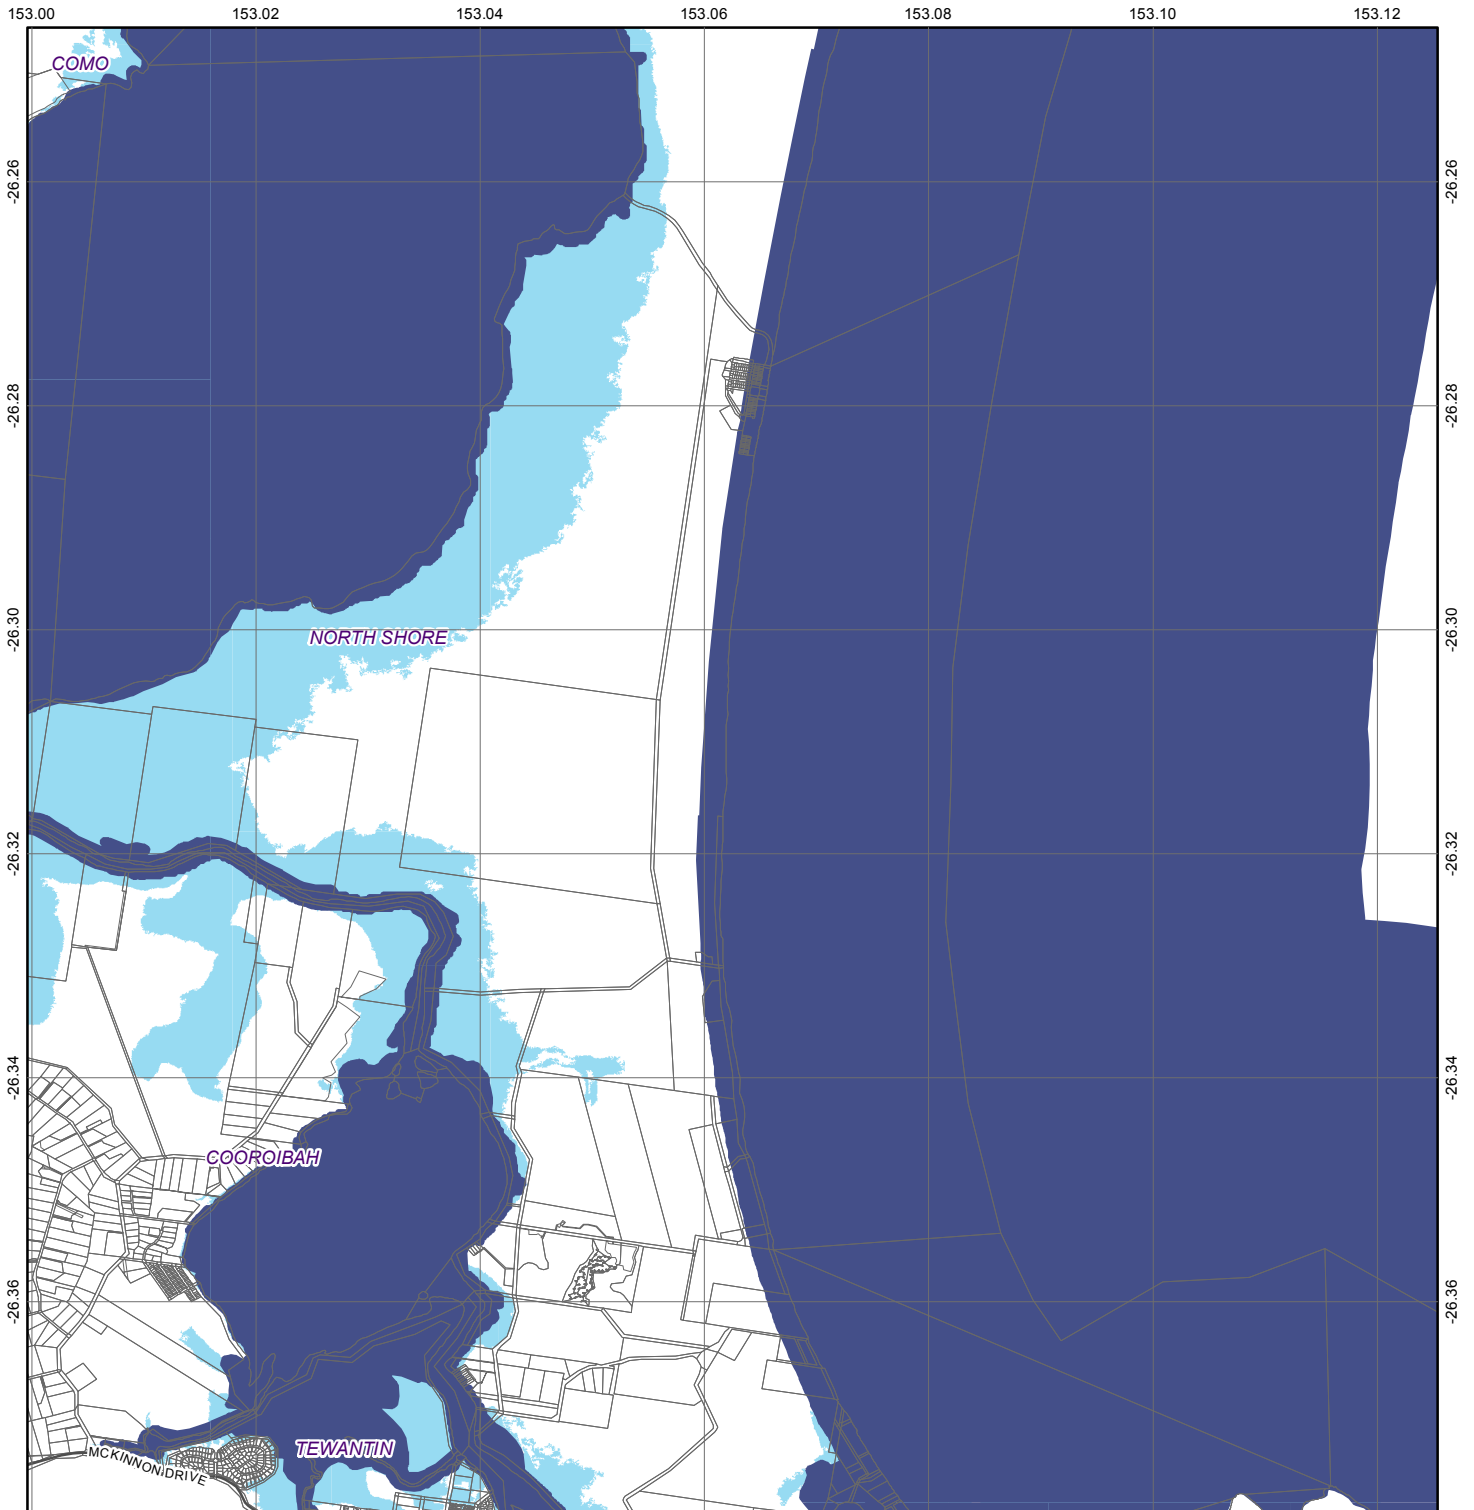 153.00 153.02 153.04 153.06 153.08 153.10 153.12
COMO
-26.26 -26.26
-26.28 -26.28
-26.30 -26.30
NORTH SHORE
-26.32 -26.32
-26.34 -26.34
COOROIBAH
-26.36 -26.36
TEWANTIN
MCKINNON DRIVE